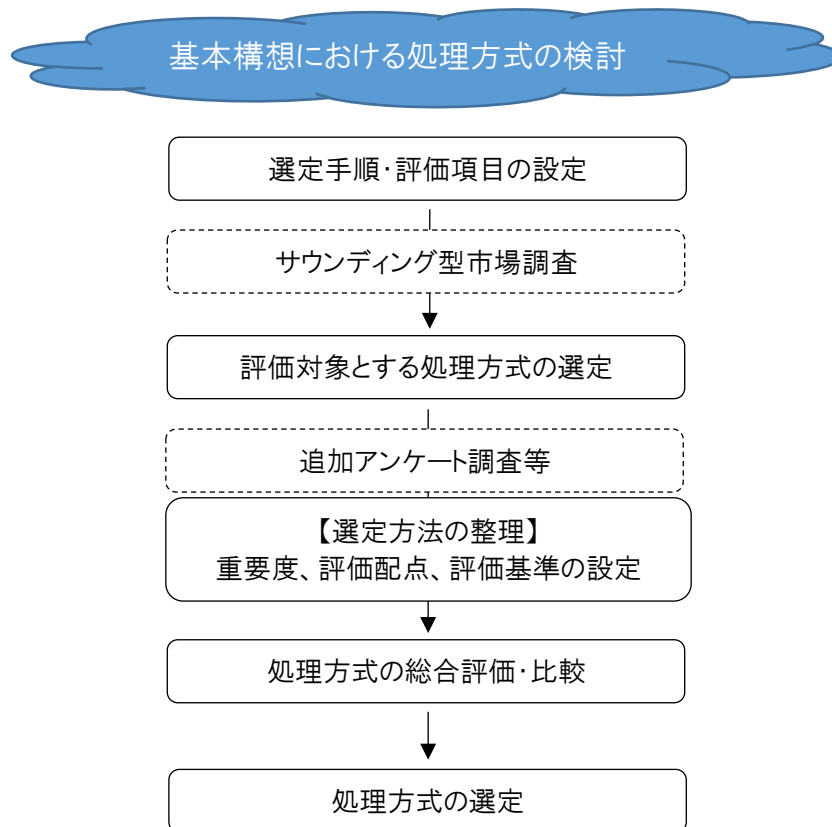 基本構想における処理方式の検討
選定手順・評価項目の設定
サウンディング型市場調査
評価対象とする処理方式の選定
追加アンケート調査等
【選定方法の整理】
重要度、評価配点、評価基準の設定
処理方式の総合評価・比較
処理方式の選定